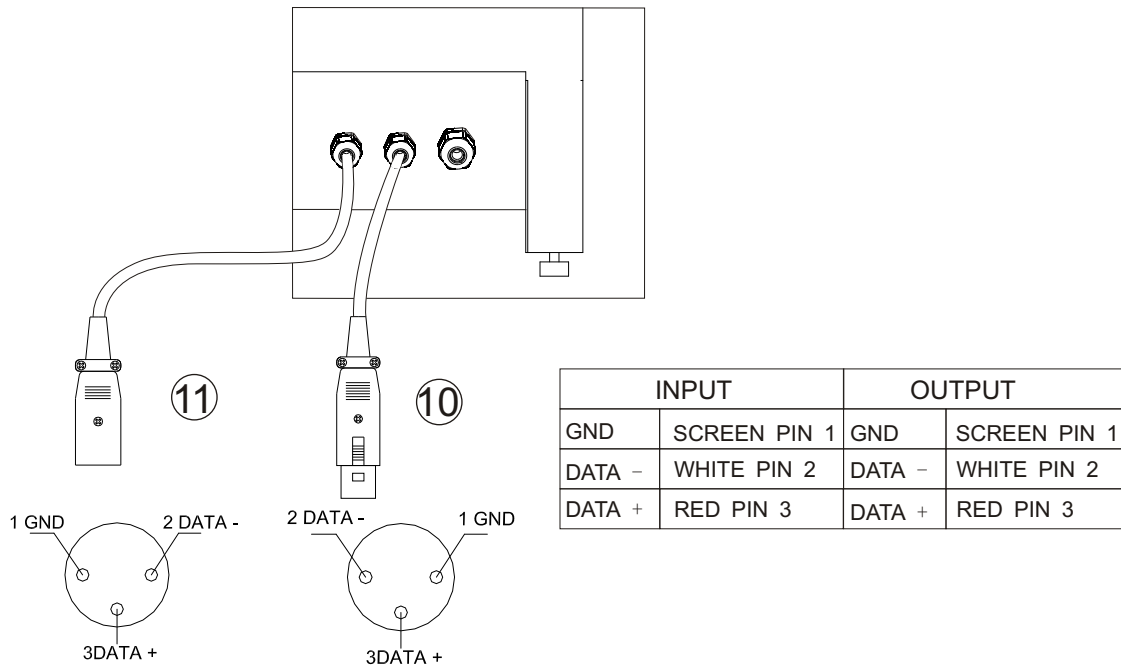 11
10
INPUT OUTPUT
GND SCREEN PIN 1 GND SCREEN PIN 1
DATA - WHITE PIN 2 DATA - WHITE PIN 2
DATA + RED PIN 3 DATA + RED PIN 3
1 GND 2 DATA -
3DATA +
2 DATA - 1 GND
3DATA +